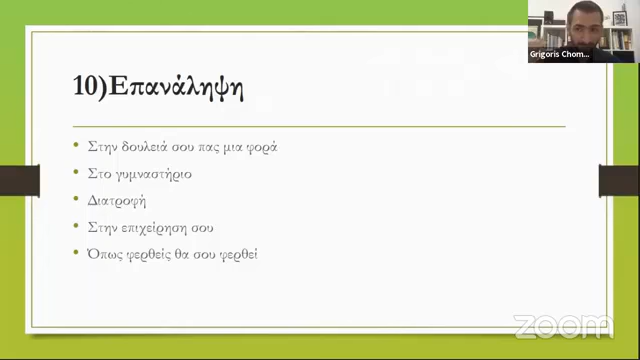 Grigoris Chom...
10)Επανάληψη
• Στην δουλειά σου πας μια φορά
• Στο γυμναστήριο
• Διατροφή
• Στην επιχείρηση σου
• Όπως φερθείς θα σου φερθεί
zoom